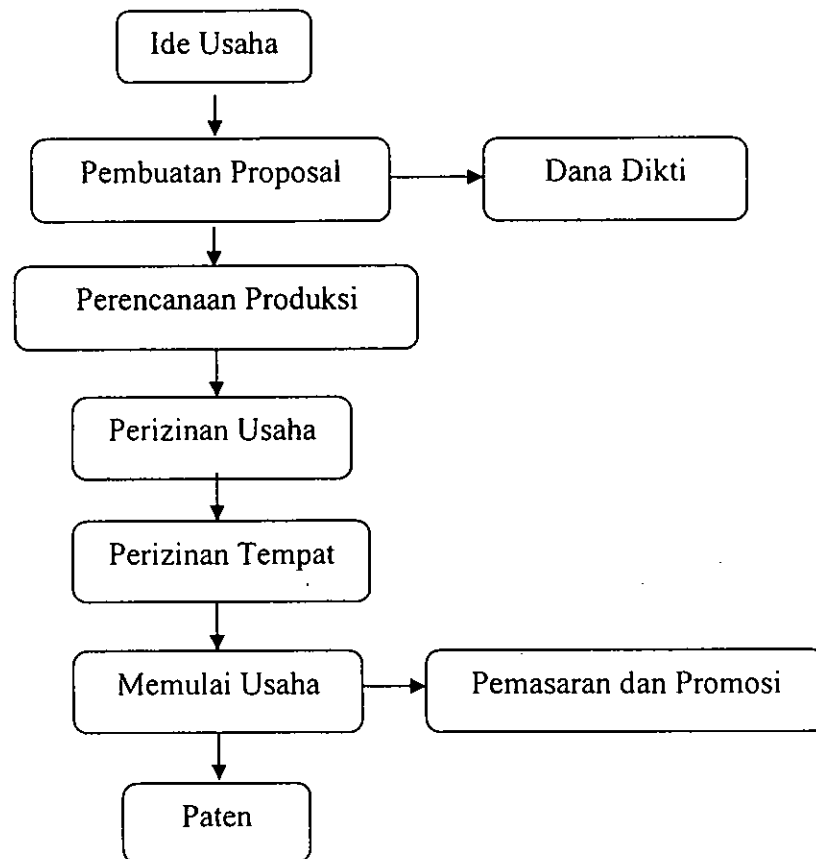 Ide Usaha
Pembuatan Proposal
Dana Dikti
Perencanaan Produksi
Perizinan Usaha
Perizinan Tempat
Memulai Usaha
Pemasaran dan Promosi
Paten